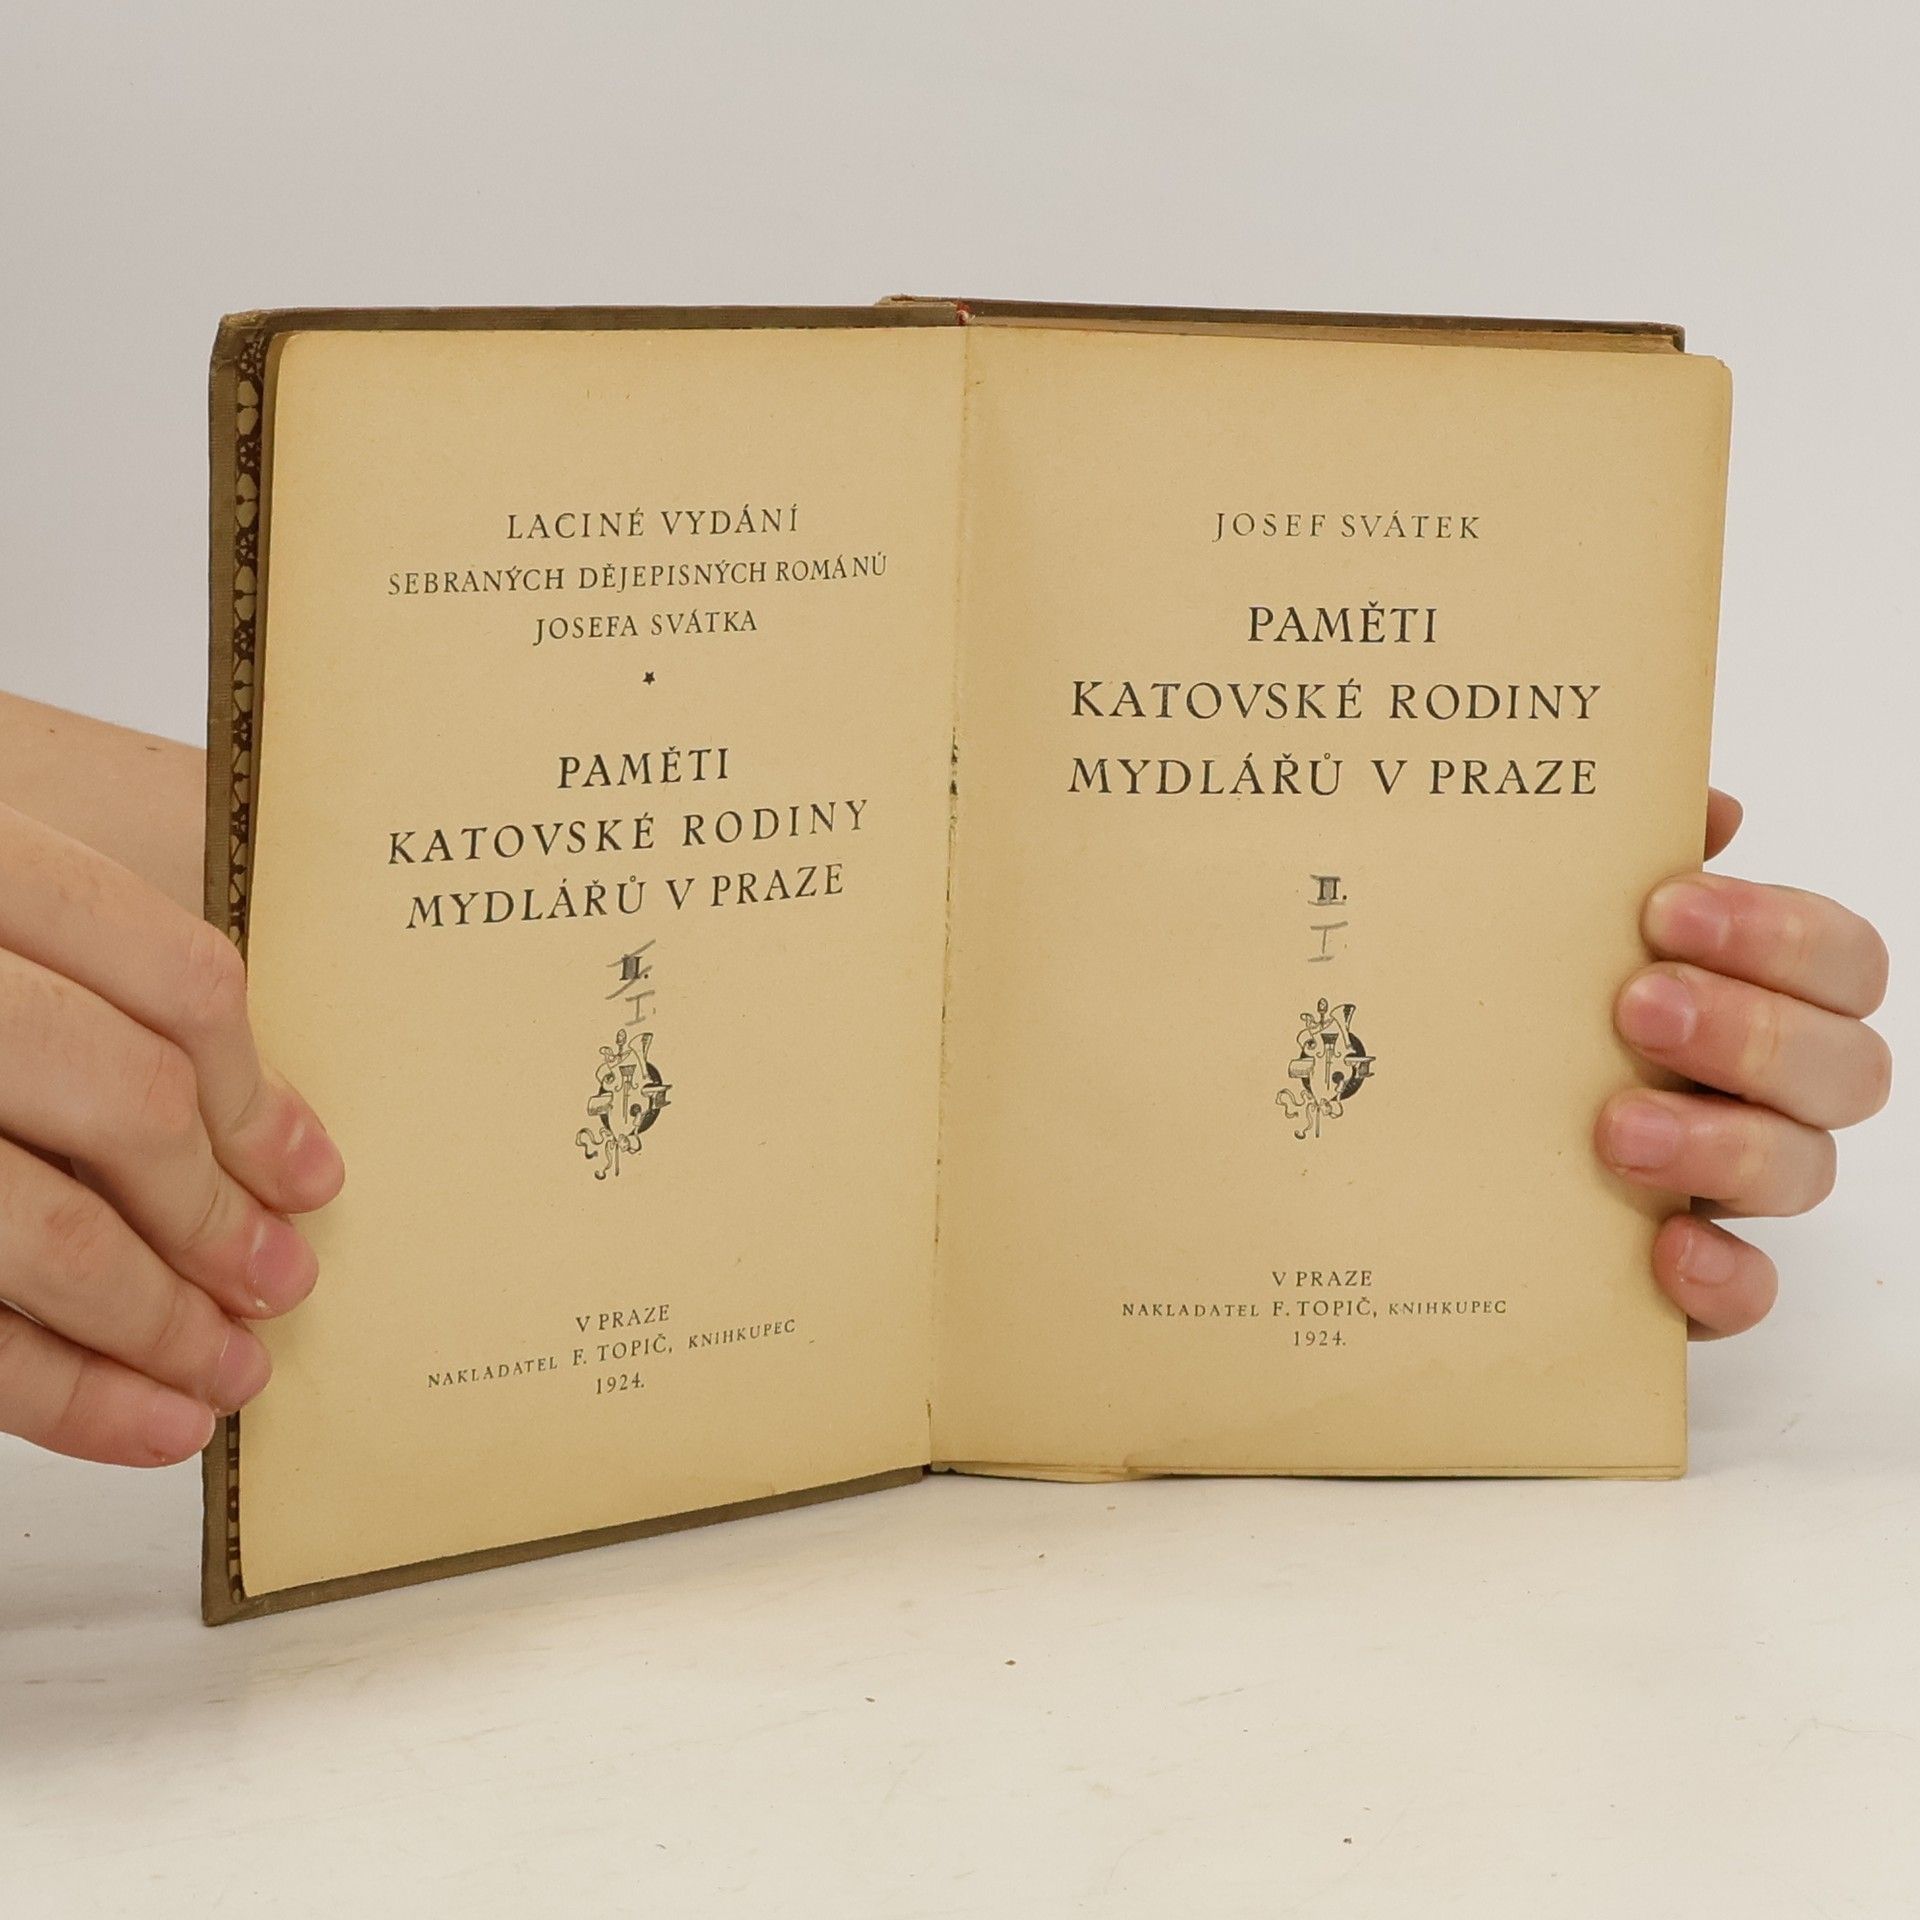 LACINÉ VYDÁNÍ
SEBRANÝCH DĚJEPISNÝCH ROMÁNŮ
JOSEFA SVÁTKA
PAMĚTI
KATOVSKÉ RODINY
MYDLÁŘŮ V PRAZE
II.
I.
V PRAZE
NAKLADATEL F. TOPIČ, KNIHKUPEC
1924.
JOSEF SVÁTEK
PAMĚTI
KATOVSKÉ RODINY
MYDLÁŘŮ V PRAZE
II.
I
V PRAZE
NAKLADATEL F. TOPIČ, KNIHKUPEC
1924.